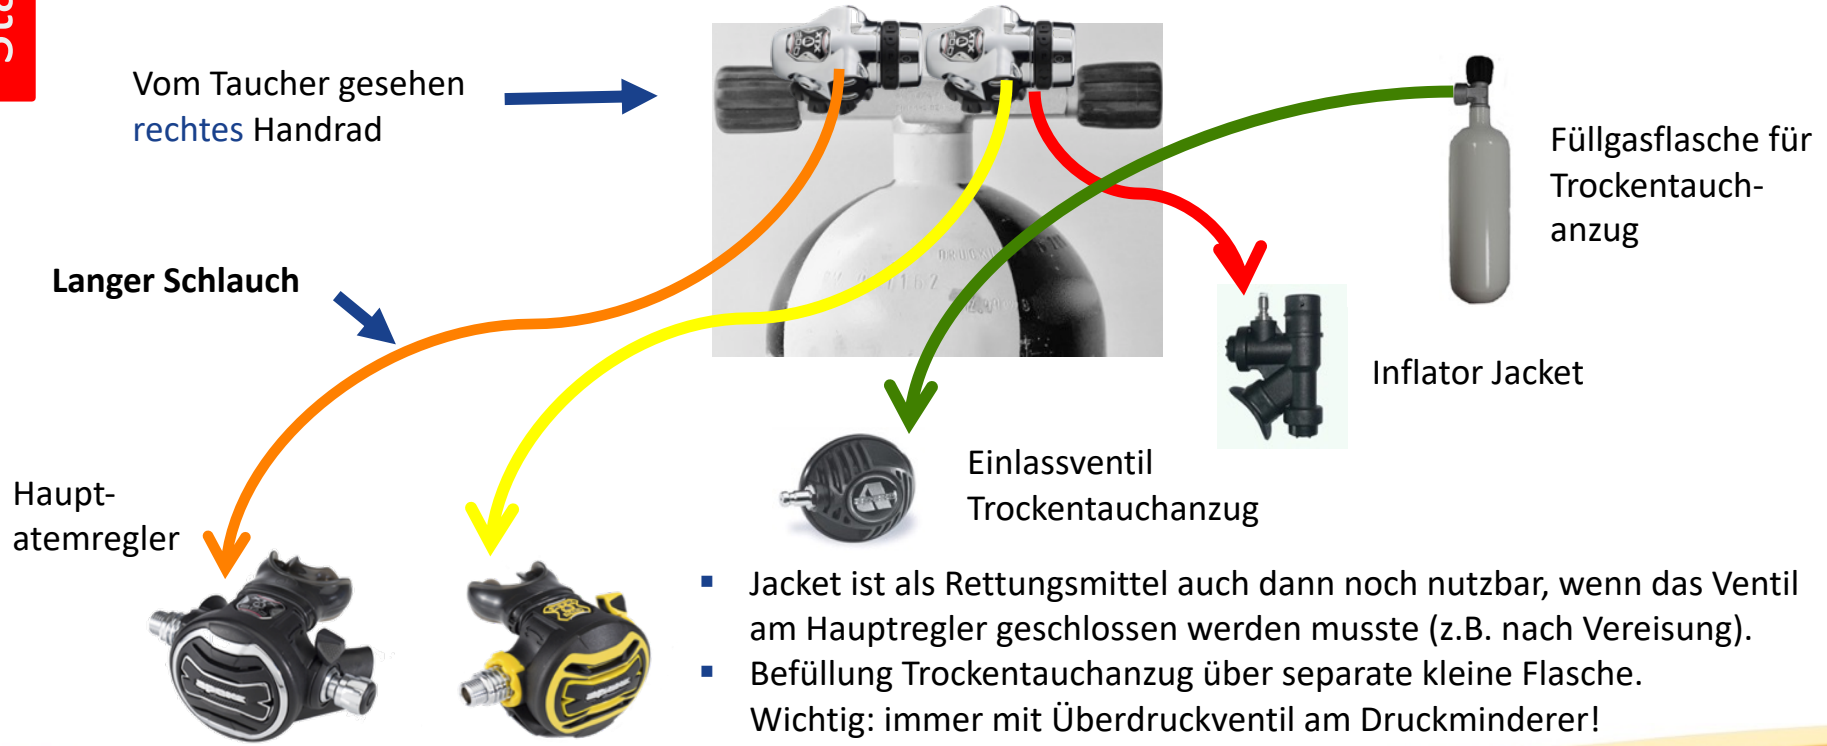 Vom Taucher gesehen
rechtes Handrad
Füllgasflasche für
Trockentauch-
anzug
Langer Schlauch
Inflator Jacket
Haupt-
atemregler
Einlassventil
Trockentauchanzug
▪ Jacket ist als Rettungsmittel auch dann noch nutzbar, wenn das Ventil
am Hauptregler geschlossen werden musste (z.B. nach Vereisung).
▪ Befüllung Trockentauchanzug über separate kleine Flasche.
Wichtig: immer mit Überdruckventil am Druckminderer!